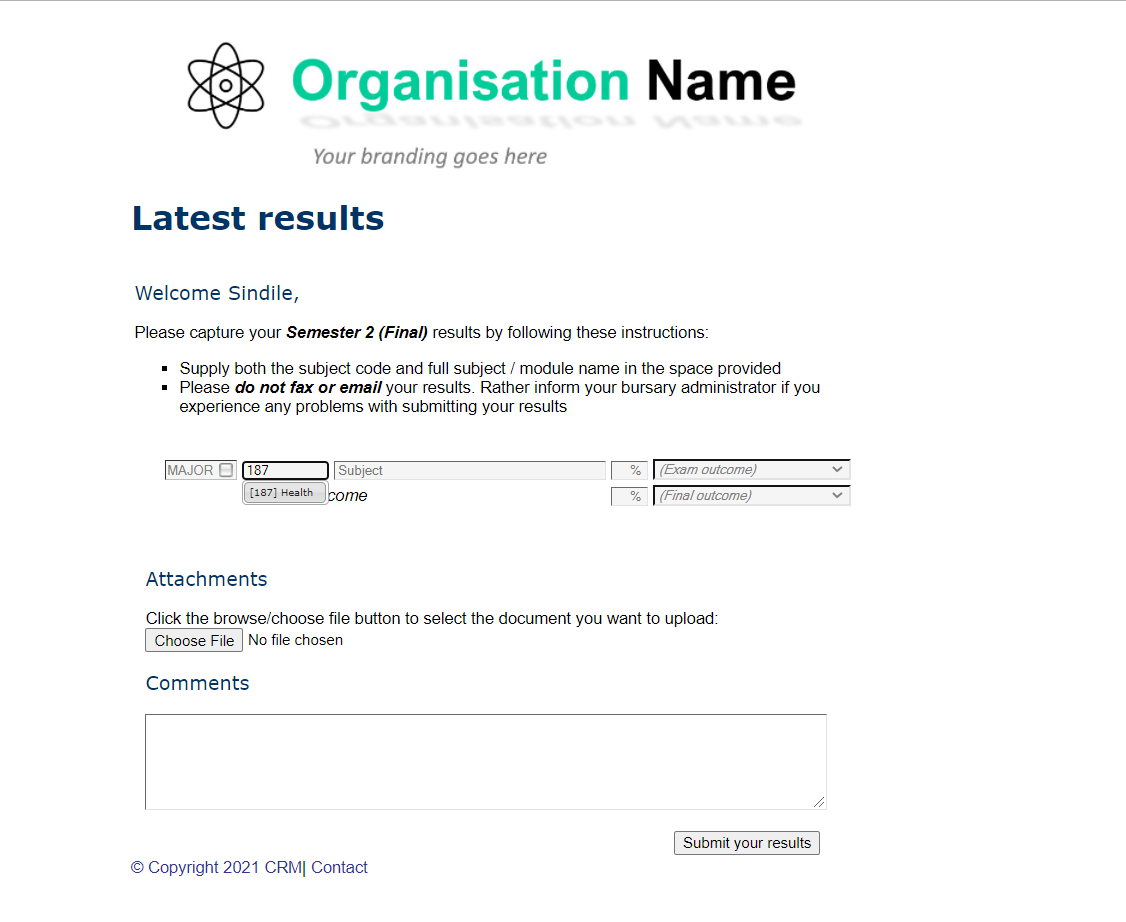 Organisation Name
Your branding goes here
Latest results
Welcome Sindile,
Please capture your Semester 2 (Final) results by following these instructions:
Supply both the subject code and full subject / module name in the space provided
Please do not fax or email your results. Rather inform your bursary administrator if you
experience any problems with submitting your results
MAJOR 187 Subject % (Exam outcome)
[187] Health come % (Final outcome)
Attachments
Click the browse/choose file button to select the document you want to upload:
Choose File No file chosen
Comments
Submit your results
© Copyright 2021 CRM| Contact